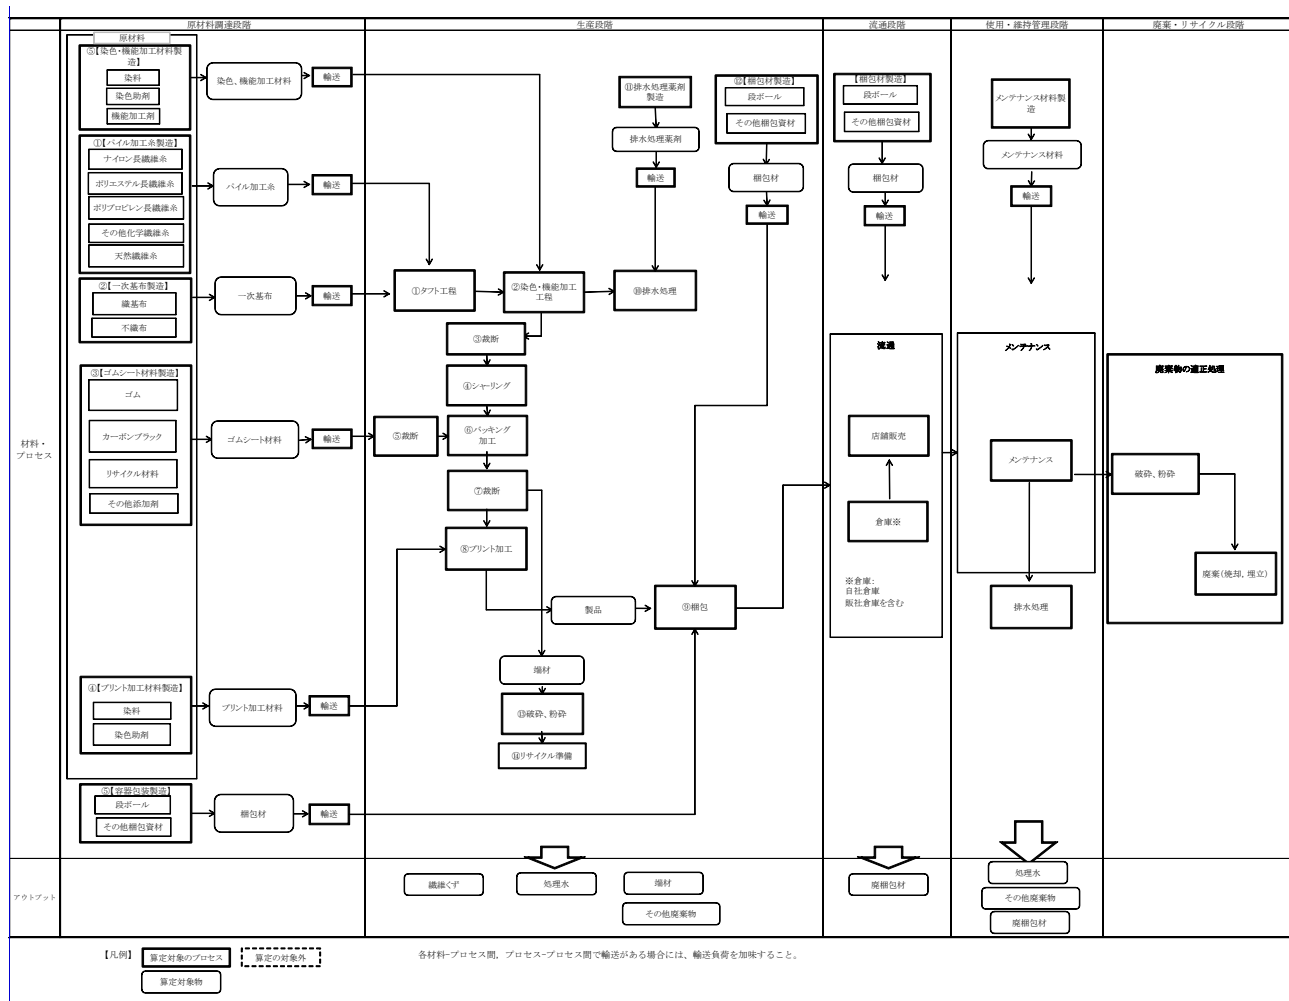 原材料調達段階
生産段階
流通段階
使用・維持管理段階
廃棄・リサイクル段階
材料・
プロセス
原材料
⑤【染色・機能加工材料製
造】
染料
染色助剤
機能加工剤
染色、機能加工材料
輸送
①【パイル加工糸製造】
ナイロン長繊維糸
ポリエステル長繊維糸
ポリプロピレン長繊維糸
その他化学繊維糸
天然繊維糸
パイル加工糸
輸送
②【一次基布製造】
織基布
不織布
一次基布
輸送
③【ゴムシート材料製造】
ゴム
カーボンブラック
リサイクル材料
その他添加剤
ゴムシート材料
輸送
④【プリント加工材料製造】
染料
染色助剤
プリント加工材料
輸送
⑤【容器包装製造】
段ボール
その他梱包資材
梱包材
輸送
①タフト工程
②染色・機能加工
工程
③裁断
④シャーリング
⑤裁断
⑥バッキング
加工
⑦裁断
⑧プリント加工
製品
⑨梱包
端材
⑬破砕、粉砕
⑭リサイクル準備
⑪排水処理薬剤
製造
排水処理薬剤
輸送
⑩排水処理
⑫【梱包材製造】
段ボール
その他梱包資材
梱包材
輸送
【梱包材製造】
段ボール
その他梱包資材
梱包材
輸送
流通
店舗販売
倉庫※
※倉庫：
自社倉庫
販社倉庫を含む
メンテナンス材料製
造
メンテナンス材料
輸送
メンテナンス
メンテナンス
排水処理
廃棄物の適正処理
破砕、粉砕
廃棄(焼却，埋立)
アウトプット
繊維くず
処理水
端材
その他廃棄物
廃梱包材
処理水
その他廃棄物
廃梱包材
【凡例】
算定対象のプロセス
算定の対象外
算定対象物
各材料-プロセス間，プロセス-プロセス間で輸送がある場合には、輸送負荷を加味すること。